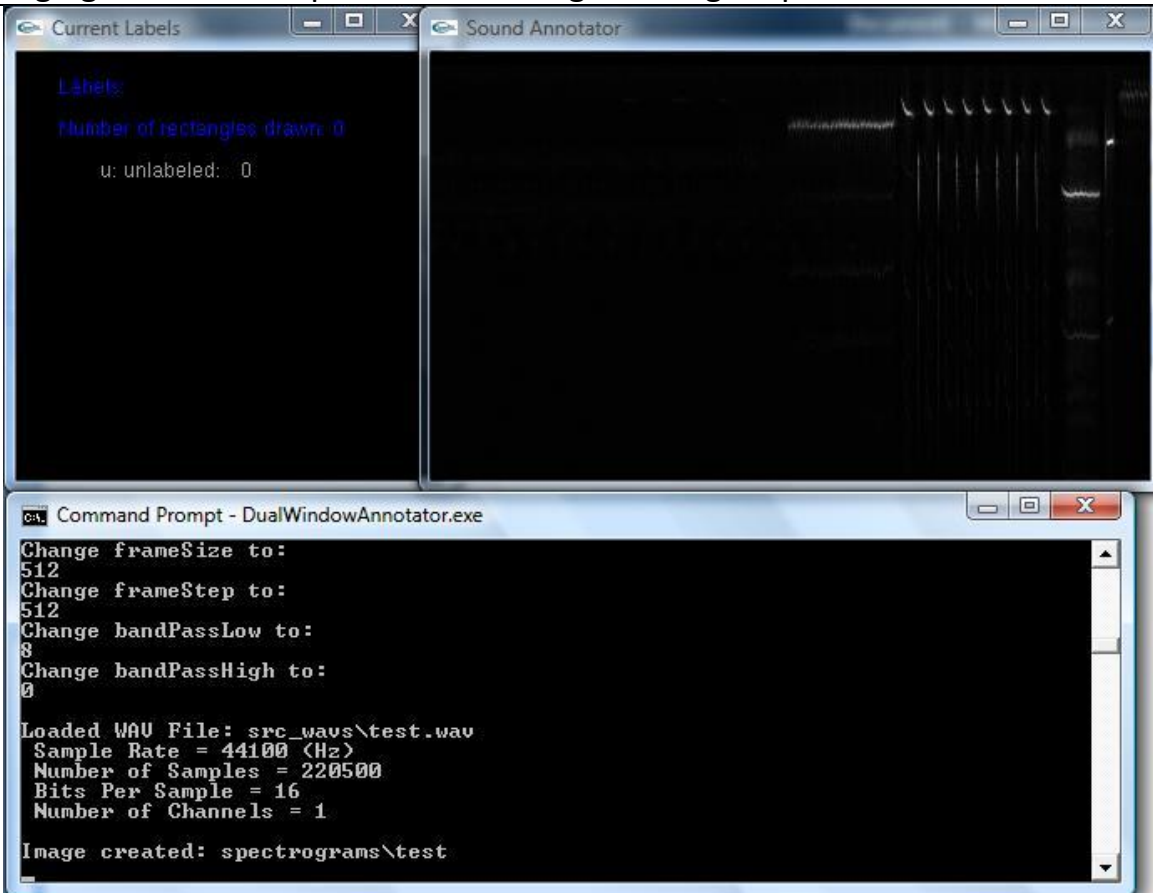 Current Labels
Sound Annotator
Labels:
Number of rectangles drawn: 0
u: unlabeled: 0
Command Prompt - DualWindowAnnotator.exe
Change frameSize to:
512
Change frameStep to:
512
Change bandPassLow to:
8
Change bandPassHigh to:
0
Loaded WAV File: src_wavs\test.wav
Sample Rate = 44100 (Hz)
Number of Samples = 220500
Bits Per Sample = 16
Number of Channels = 1
Image created: spectrograms\test